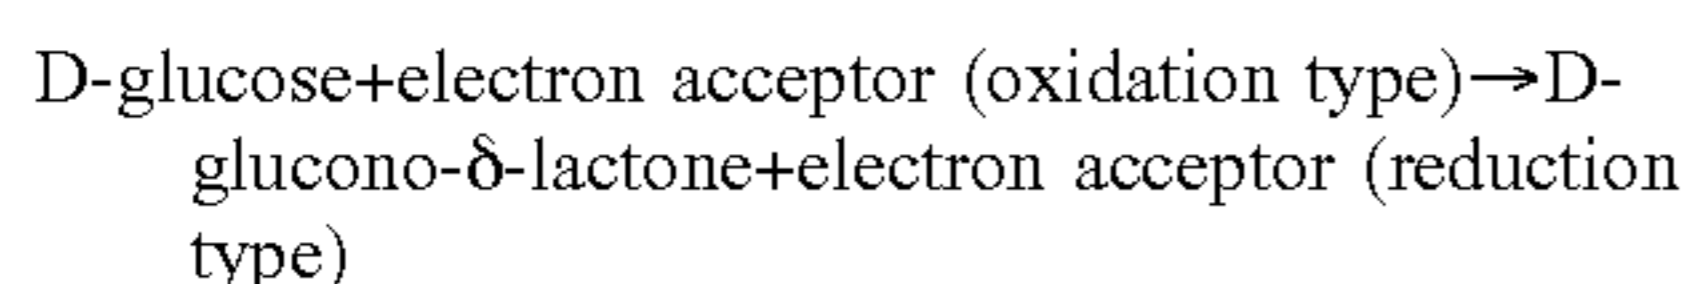 D-glucose+electron acceptor (oxidation type)→D-
glucono-δ-lactone+electron acceptor (reduction
type)